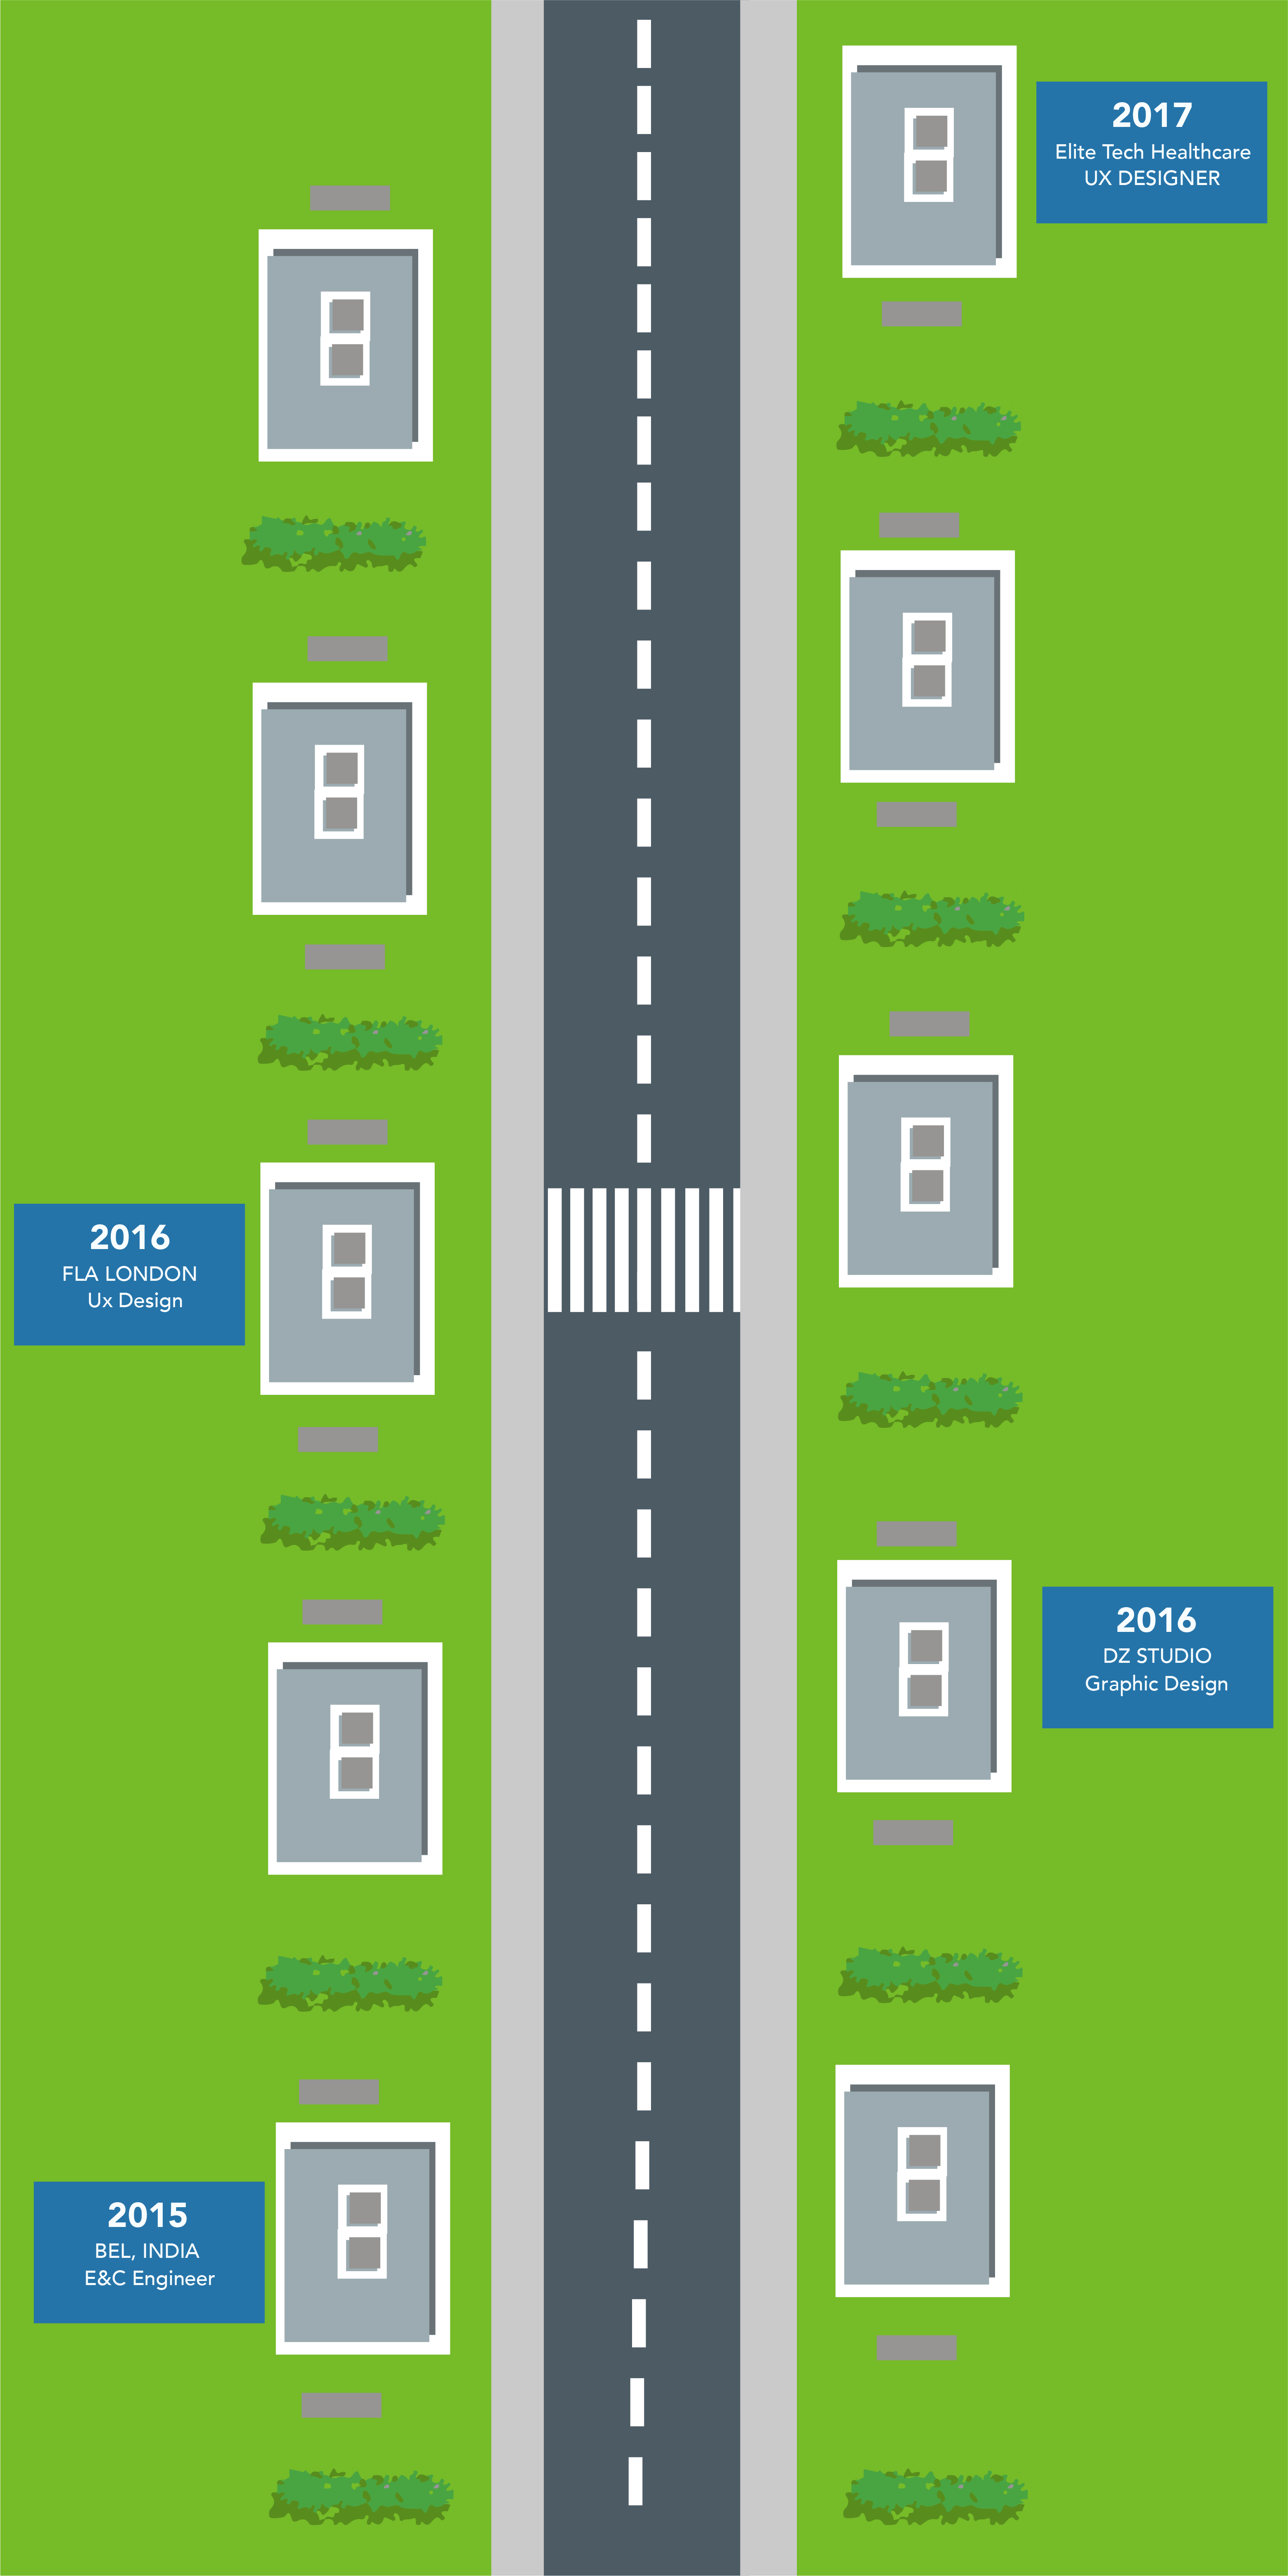 2017
Elite Tech Healthcare
UX DESIGNER
2016
FLA LONDON
Ux Design
2016
DZ STUDIO
Graphic Design
2015
BEL, INDIA
E&C Engineer